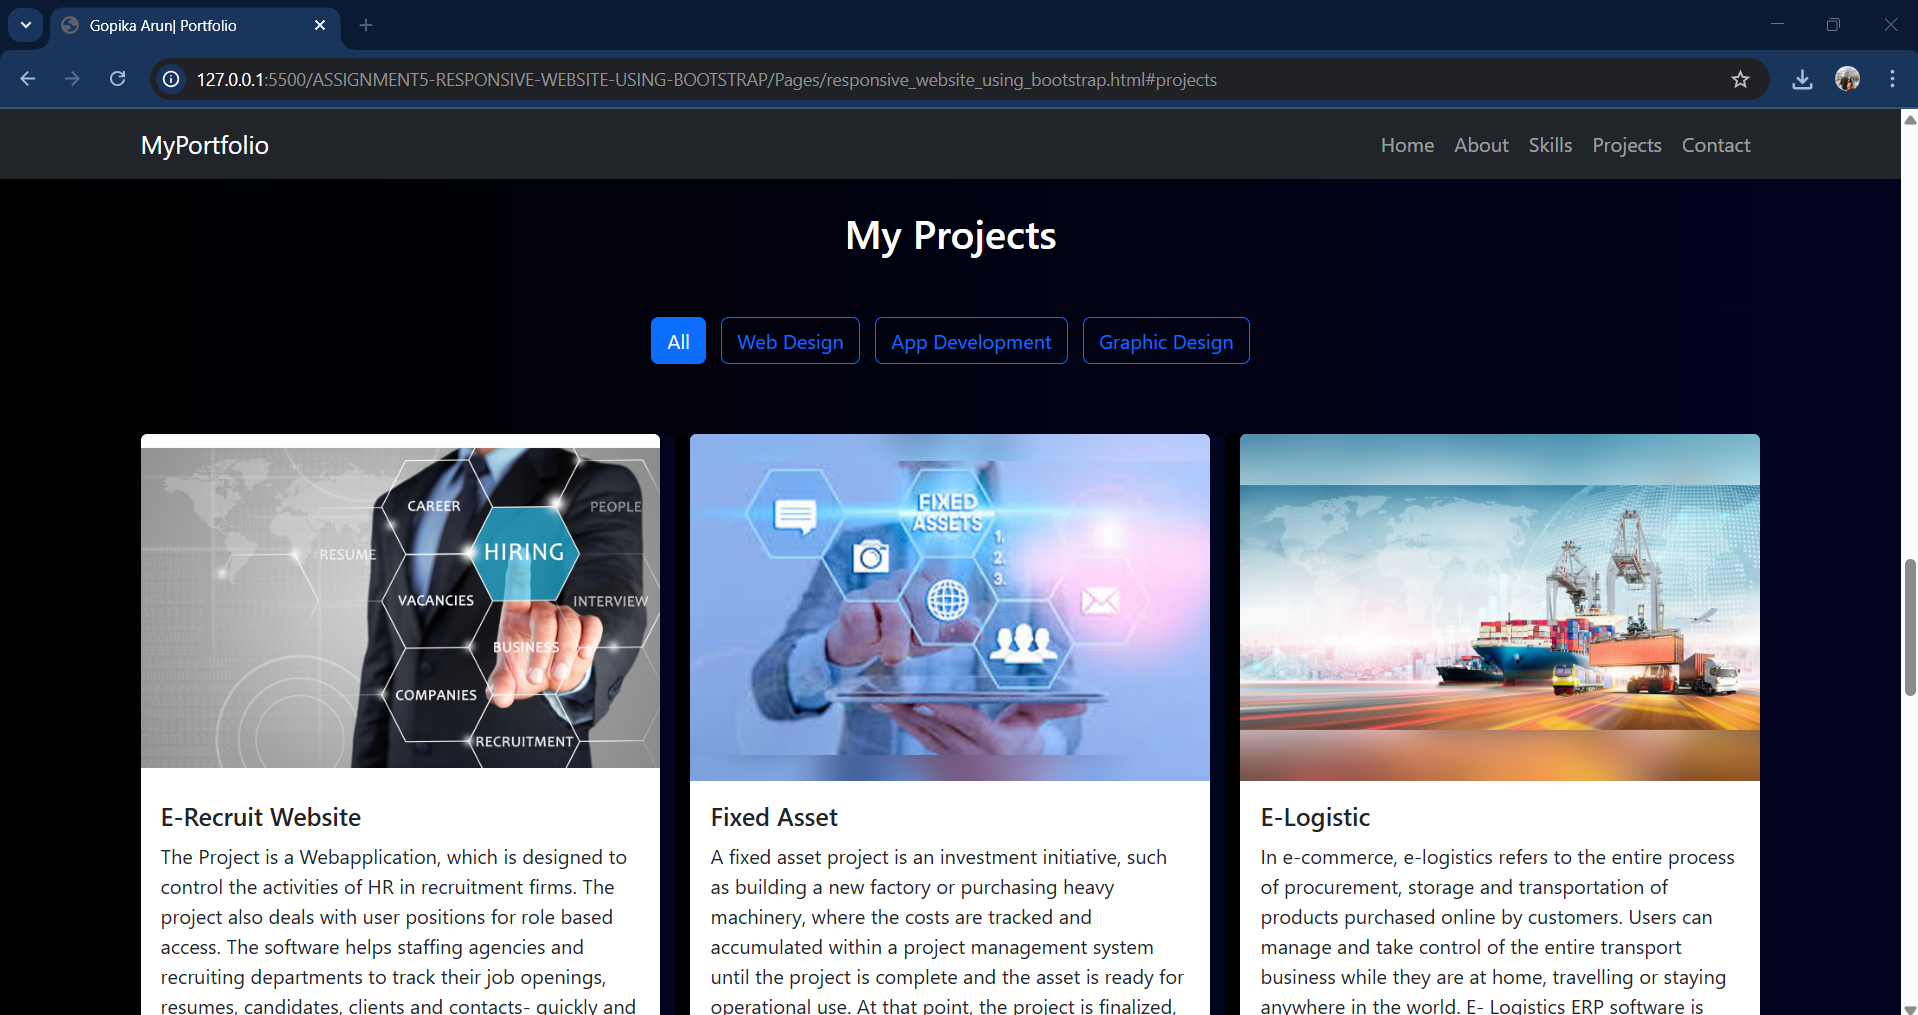 Gopika Arun| Portfolio
127.0.0.1:5500/ASSIGNMENT5-RESPONSIVE-WEBSITE-USING-BOOTSTRAP/Pages/responsive_website_using_bootstrap.html#projects
MyPortfolio
Home About Skills Projects Contact
My Projects
All Web Design App Development Graphic Design
CAREER
PEOPLE
RESUME
HIRING
VACANCIES
INTERVIEW
BUSINESS
COMPANIES
RECRUITMENT
FIXED
ASSETS
1.
2.
3.
E-Recruit Website
The Project is a Webapplication, which is designed to
control the activities of HR in recruitment firms. The
project also deals with user positions for role based
access. The software helps staffing agencies and
recruiting departments to track their job openings,
resumes, candidates, clients and contacts- quickly and
Fixed Asset
A fixed asset project is an investment initiative, such
as building a new factory or purchasing heavy
machinery, where the costs are tracked and
accumulated within a project management system
until the project is complete and the asset is ready for
operational use. At that point, the project is finalized,
E-Logistic
In e-commerce, e-logistics refers to the entire process
of procurement, storage and transportation of
products purchased online by customers. Users can
manage and take control of the entire transport
business while they are at home, travelling or staying
anywhere in the world. E- Logistics ERP software is